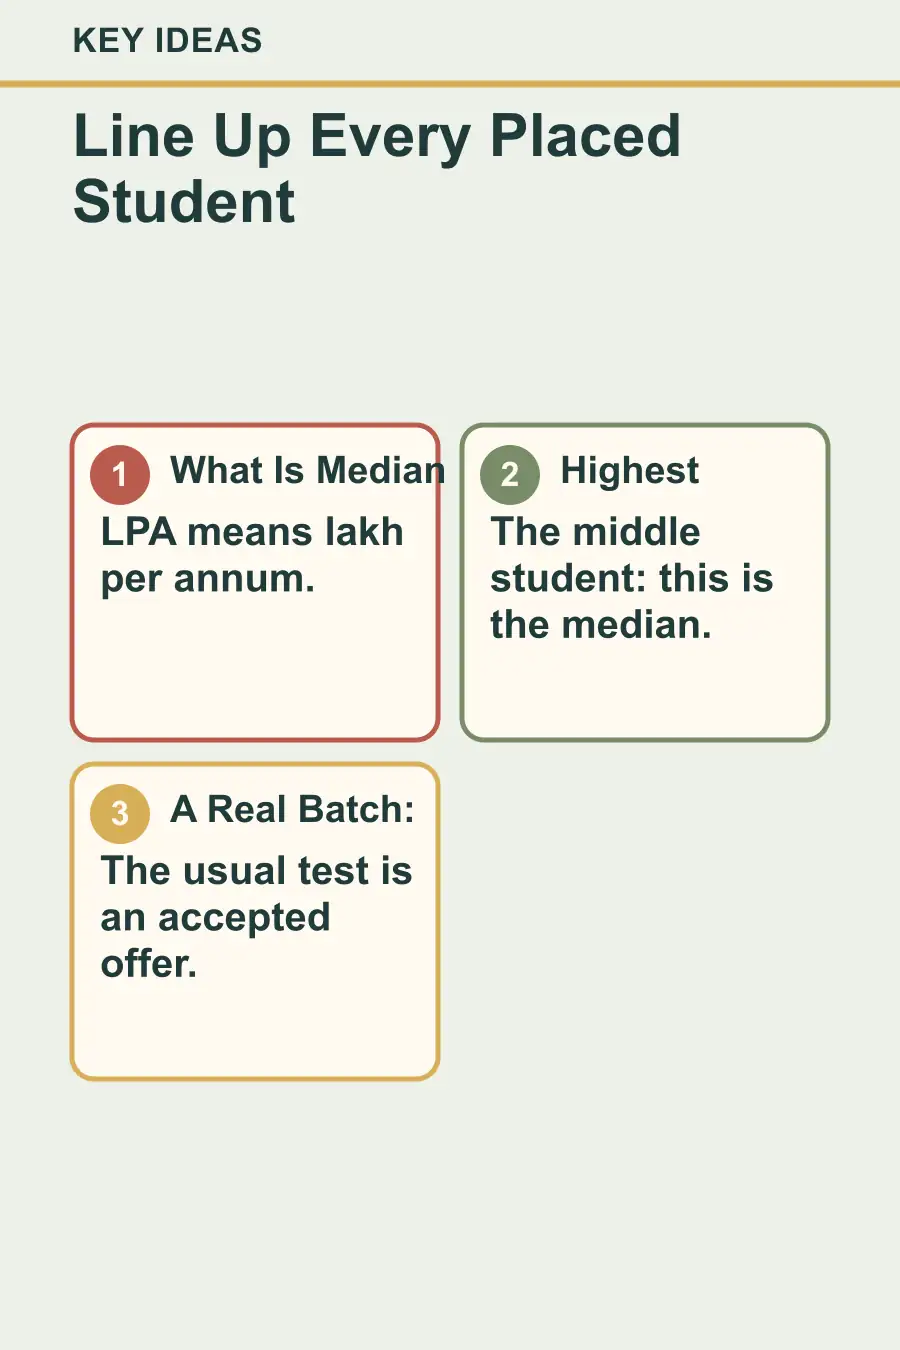 KEY IDEAS
Line Up Every Placed
Student
1 What Is Median
LPA means lakh
per annum.
2 Highest
The middle
student: this is
the median.
3 A Real Batch:
The usual test is
an accepted
offer.